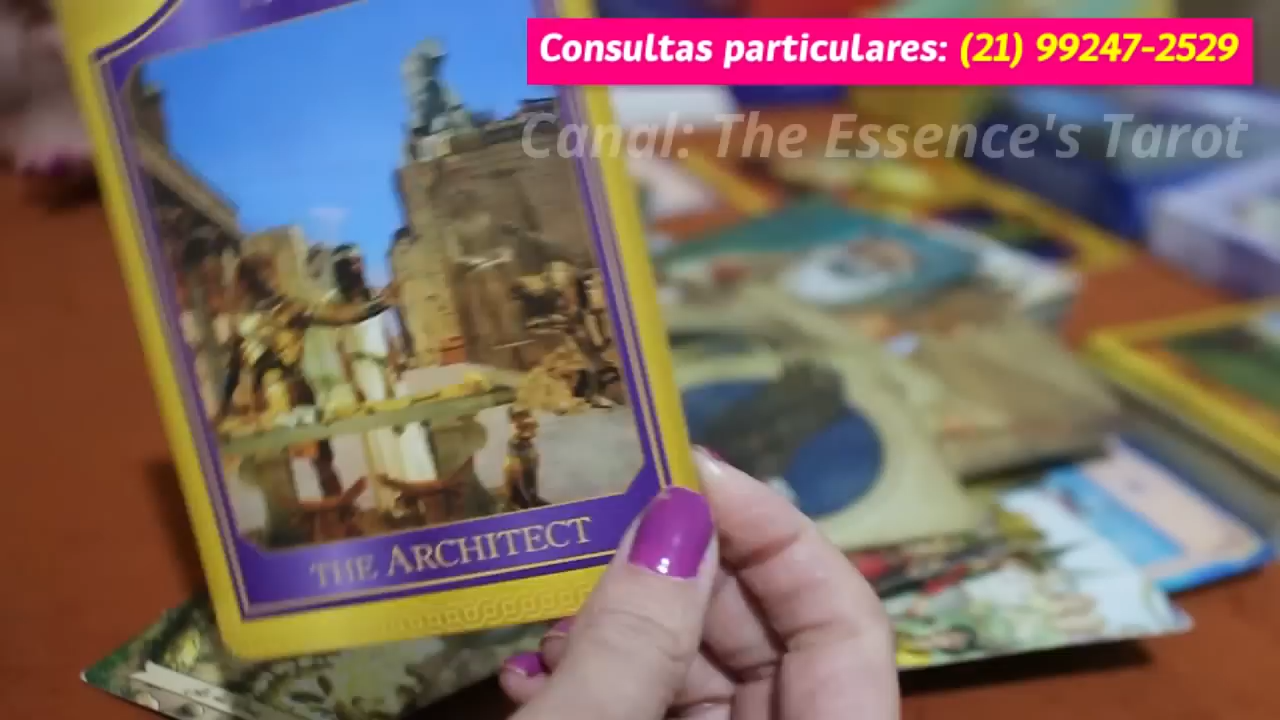 Consultas particulares: (21) 99247-2529
Canal: The Essence's Tarot
THE ARCHITECT